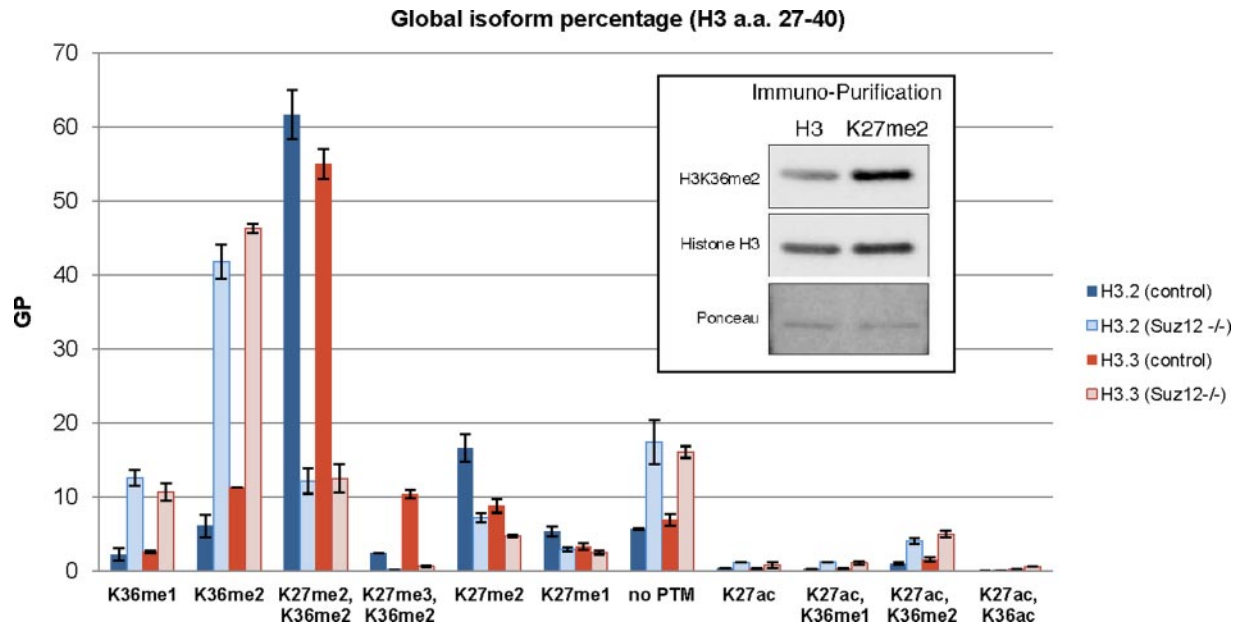 Global isoform percentage (H3 a.a. 27-40)
70
60
50
40
30
20
10
0
GP
Immuno-Purification
H3 K27me2
H3K36me2
Histone H3
Ponceau
H3.2 (control)
H3.2 (Suz12 -/-)
H3.3 (control)
H3.3 (Suz12-/-)
K36me1
K36me2
K27me2,
K36me2
K27me3,
K36me2
K27me2
K27me1
no PTM
K27ac
K27ac,
K36me1
K27ac,
K36me2
K27ac,
K36ac